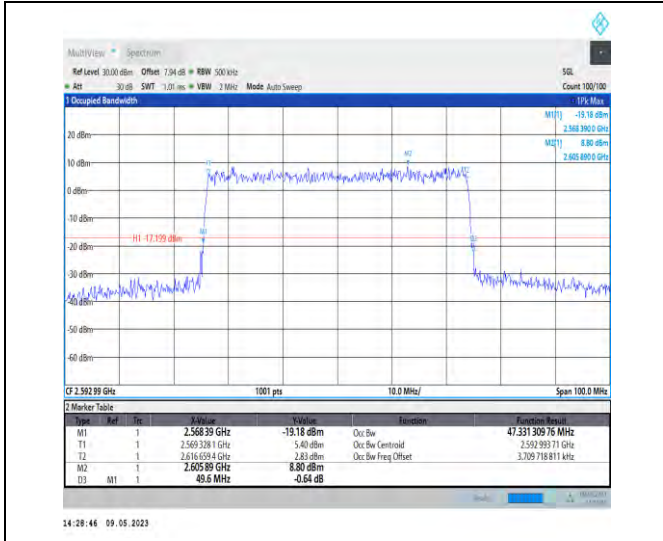 MultiView Spectrum
Ref Level 30.00 dBm Offset 7.94 dB RBW 500 kHz SGL
Att 30 dB SWT 1.01 ms VBW 2 MHz Mode Auto Sweep Count 100/100
1 Occupied Bandwidth 1Pk Max
M1[1] -19.18 dBm
2.568 390 0 GHz
M2[1] 8.80 dBm
2.605 890 0 GHz
20 dBm
10 dBm
M2
0 dBm
-10 dBm
H1 -17.199 dBm
-20 dBm
-30 dBm
-40 dBm
-50 dBm
-60 dBm
CF 2.592 99 GHz 1001 pts 10.0 MHz/ Span 100.0 MHz
2 Marker Table
Type Ref Trc X-Value Y-Value Function Function Result
M1 1 2.568 39 GHz -19.18 dBm Occ Bw 47.331 309 76 MHz
T1 1 2.569 328 1 GHz 5.40 dBm Occ Bw Centroid 2.592 993 71 GHz
T2 1 2.616 659 4 GHz 2.83 dBm Occ Bw Freq Offset 3.709 718 811 kHz
M2 1 2.605 89 GHz 8.80 dBm
D3 M1 1 49.6 MHz -0.64 dB
14:28:46 09.05.2023